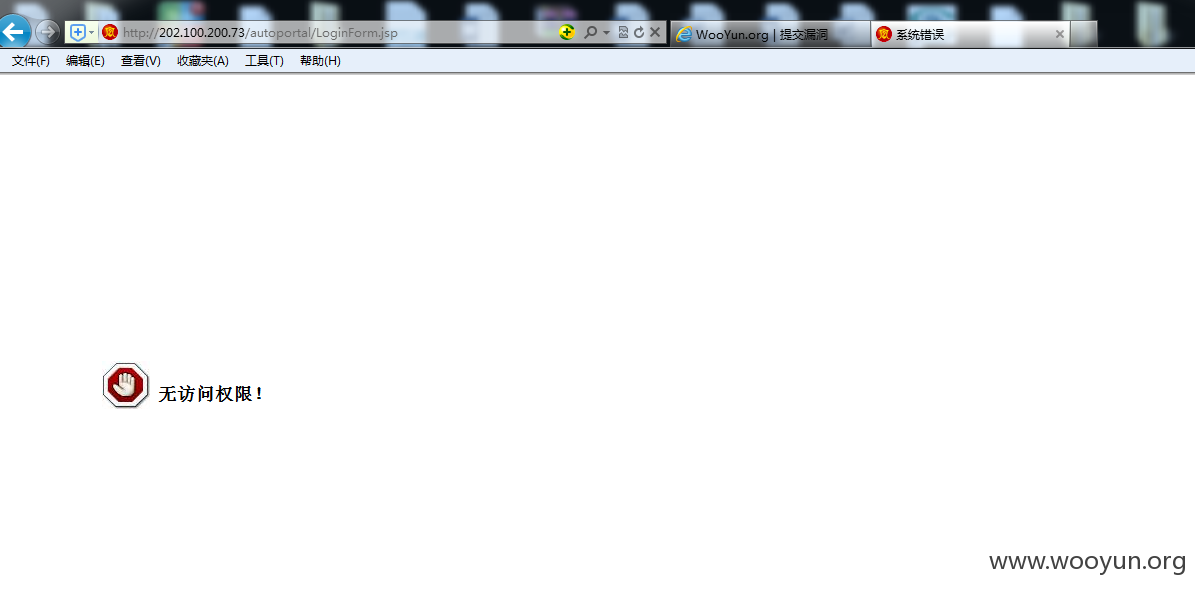 http://202.100.200.73/autoportal/LoginForm.jsp
WooYun.org | 提交漏洞
系统错误
文件(F) 编辑(E) 查看(V) 收藏夹(A) 工具(T) 帮助(H)
无访问权限！
www.wooyun.org